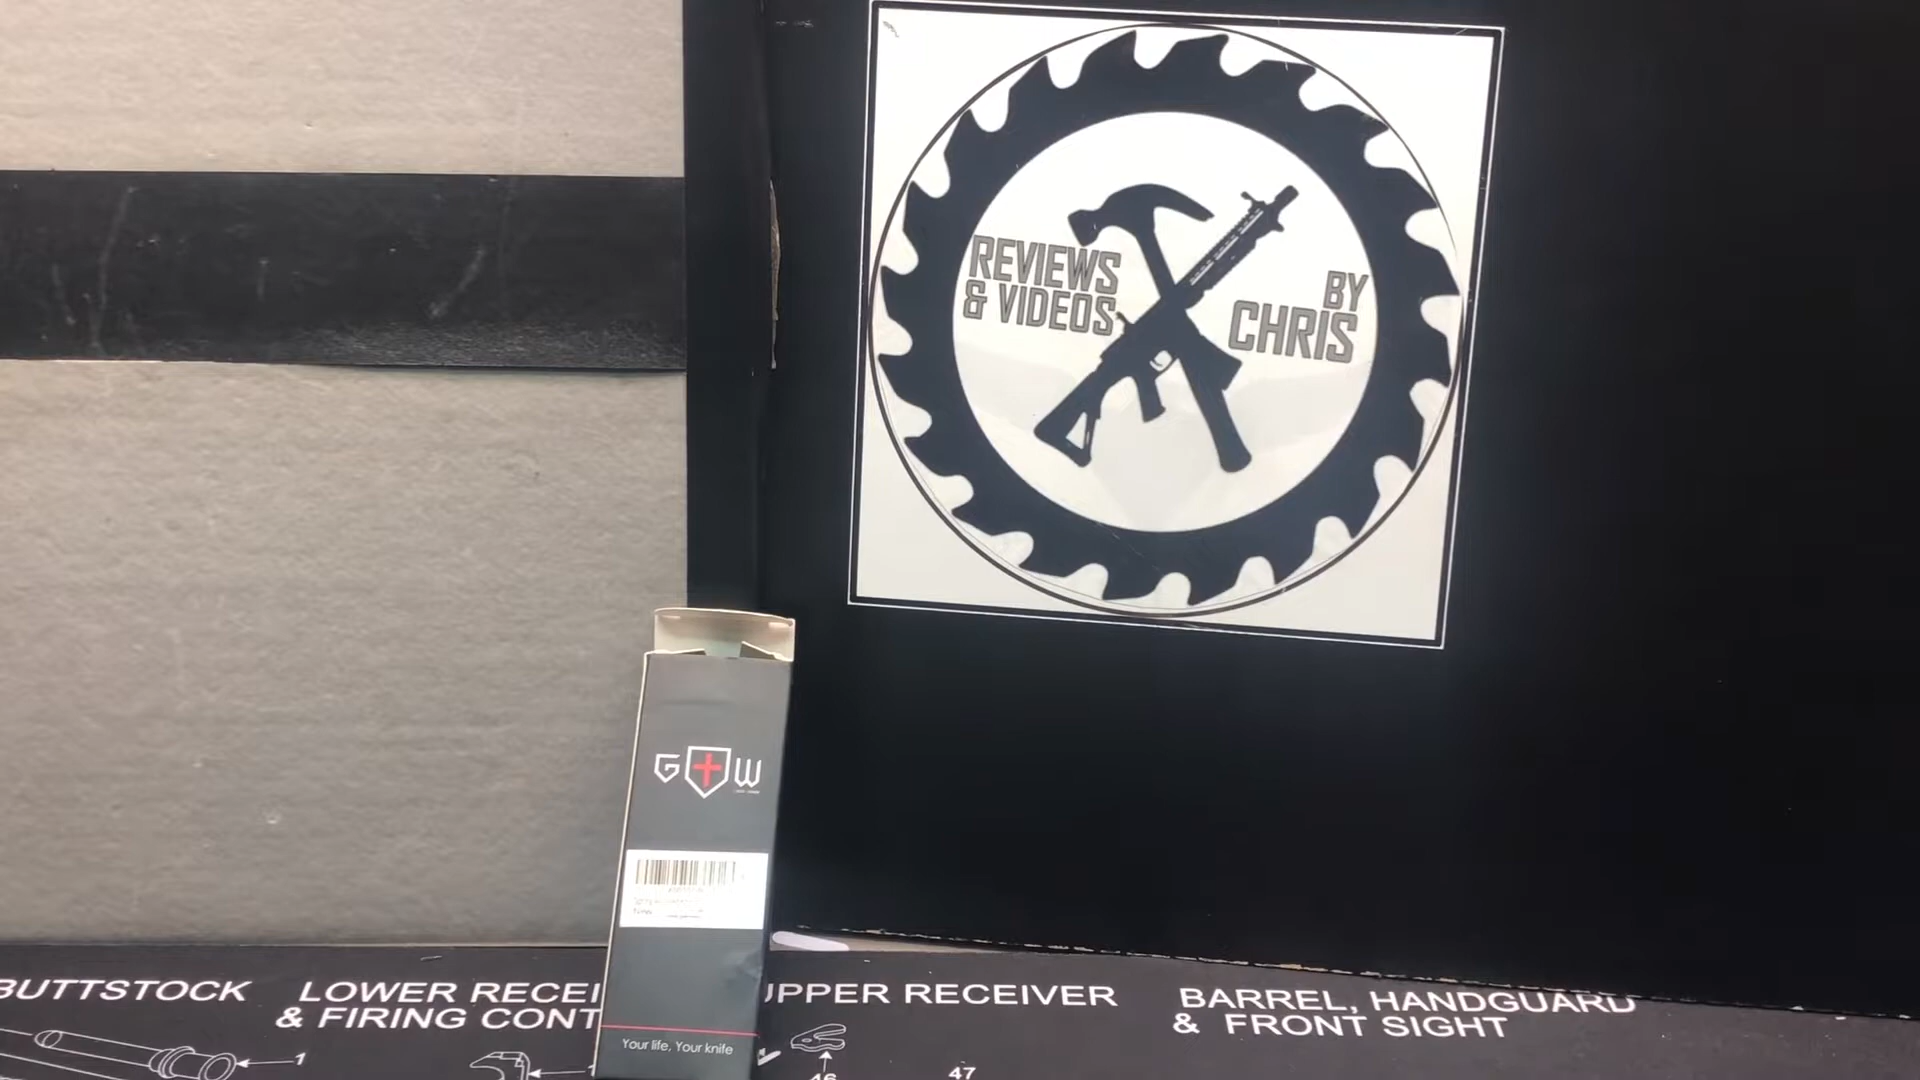 REVIEWS
& VIDEOS
BY
CHRIS
G W
Your life, Your knife
BUTTSTOCK
LOWER RECEI
& FIRING CONT
UPPER RECEIVER
BARREL, HANDGUARD
& FRONT SIGHT
1
46
47